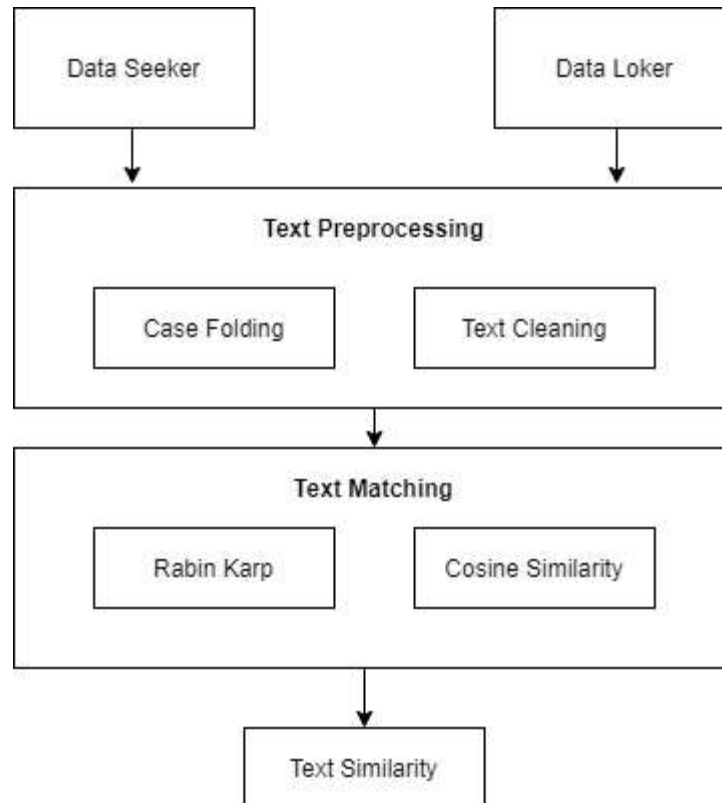 Data Seeker
Data Loker
Text Preprocessing
Case Folding
Text Cleaning
Text Matching
Rabin Karp
Cosine Similarity
Text Similarity